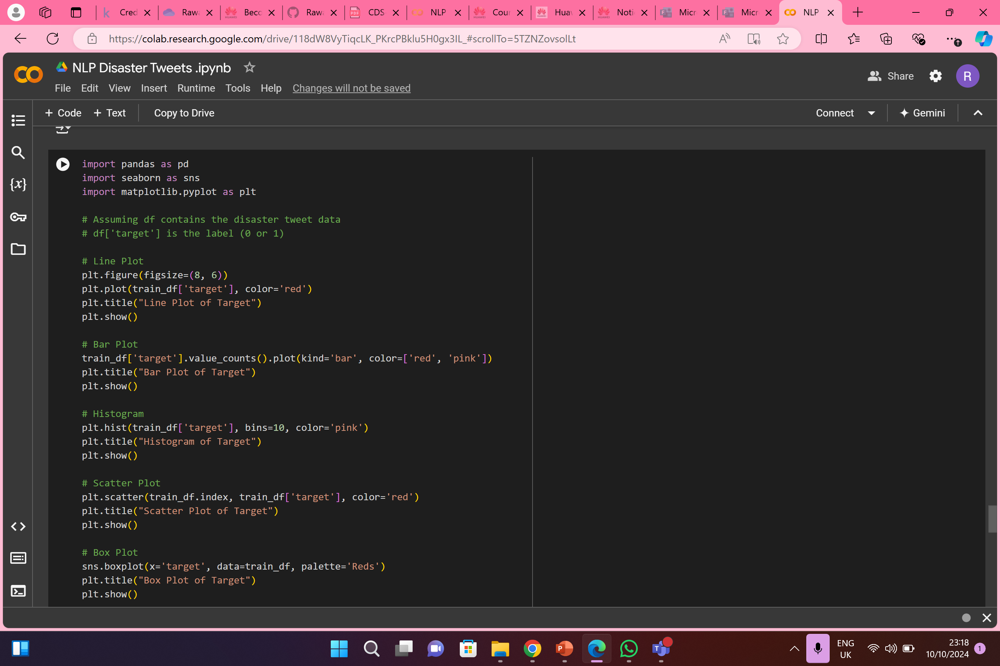 Cred
Rawa
Beco
Rawa
CDS
NLP
Cour
Huaw
Noti
Micr
Micr
NLP
https://colab.research.google.com/drive/118dW8VyTiqcLK_PKrcPBklu5H0gx3IL_#scrollTo=5TZNZovsolLt
NLP Disaster Tweets .ipynb
File Edit View Insert Runtime Tools Help Changes will not be saved
Share
R
+ Code + Text Copy to Drive
Connect
Gemini
import pandas as pd
import seaborn as sns
import matplotlib.pyplot as plt
# Assuming df contains the disaster tweet data
# df['target'] is the label (0 or 1)
# Line Plot
plt.figure(figsize=(8, 6))
plt.plot(train_df['target'], color='red')
plt.title("Line Plot of Target")
plt.show()
# Bar Plot
train_df['target'].value_counts().plot(kind='bar', color=['red', 'pink'])
plt.title("Bar Plot of Target")
plt.show()
# Histogram
plt.hist(train_df['target'], bins=10, color='pink')
plt.title("Histogram of Target")
plt.show()
# Scatter Plot
plt.scatter(train_df.index, train_df['target'], color='red')
plt.title("Scatter Plot of Target")
plt.show()
# Box Plot
sns.boxplot(x='target', data=train_df, palette='Reds')
plt.title("Box Plot of Target")
plt.show()
ENG
UK
23:18
10/10/2024
1